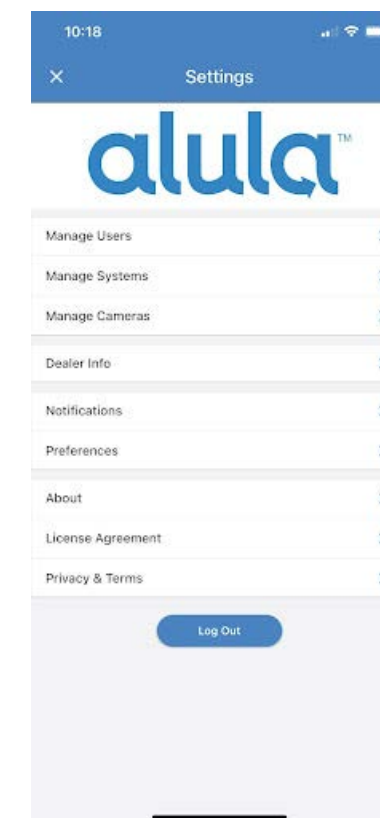 10:18
Settings
alula™
Manage Users
Manage Systems
Manage Cameras
Dealer Info
Notifications
Preferences
About
License Agreement
Privacy & Terms
Log Out